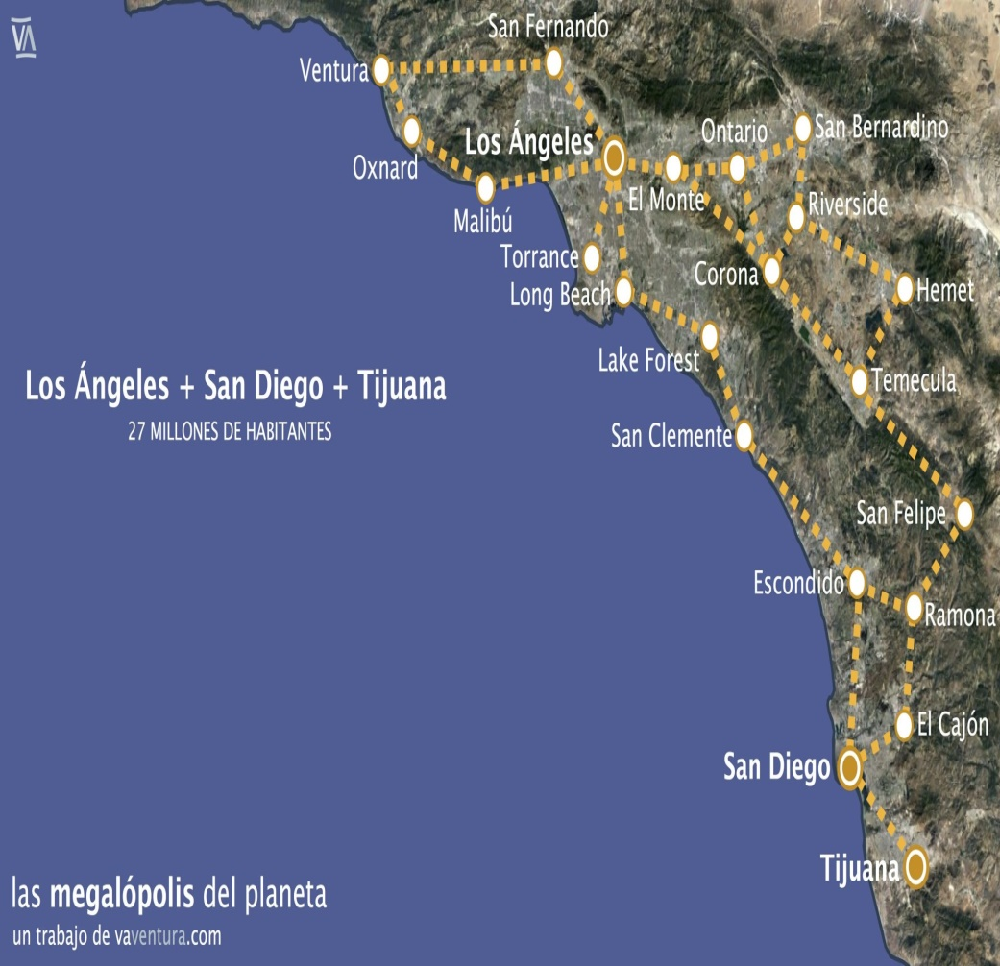 VA
San Fernando
Ventura
Los Ángeles
Ontario
San Bernardino
Oxnard
El Monte
Riverside
Malibú
Torrance
Corona
Long Beach
Hemet
Lake Forest
Temecula
Los Ángeles + San Diego + Tijuana
27 MILLONES DE HABITANTES
San Clemente
San Felipe
Escondido
Ramona
El Cajón
San Diego
Tijuana
las megalópolis del planeta
un trabajo de vaventura.com